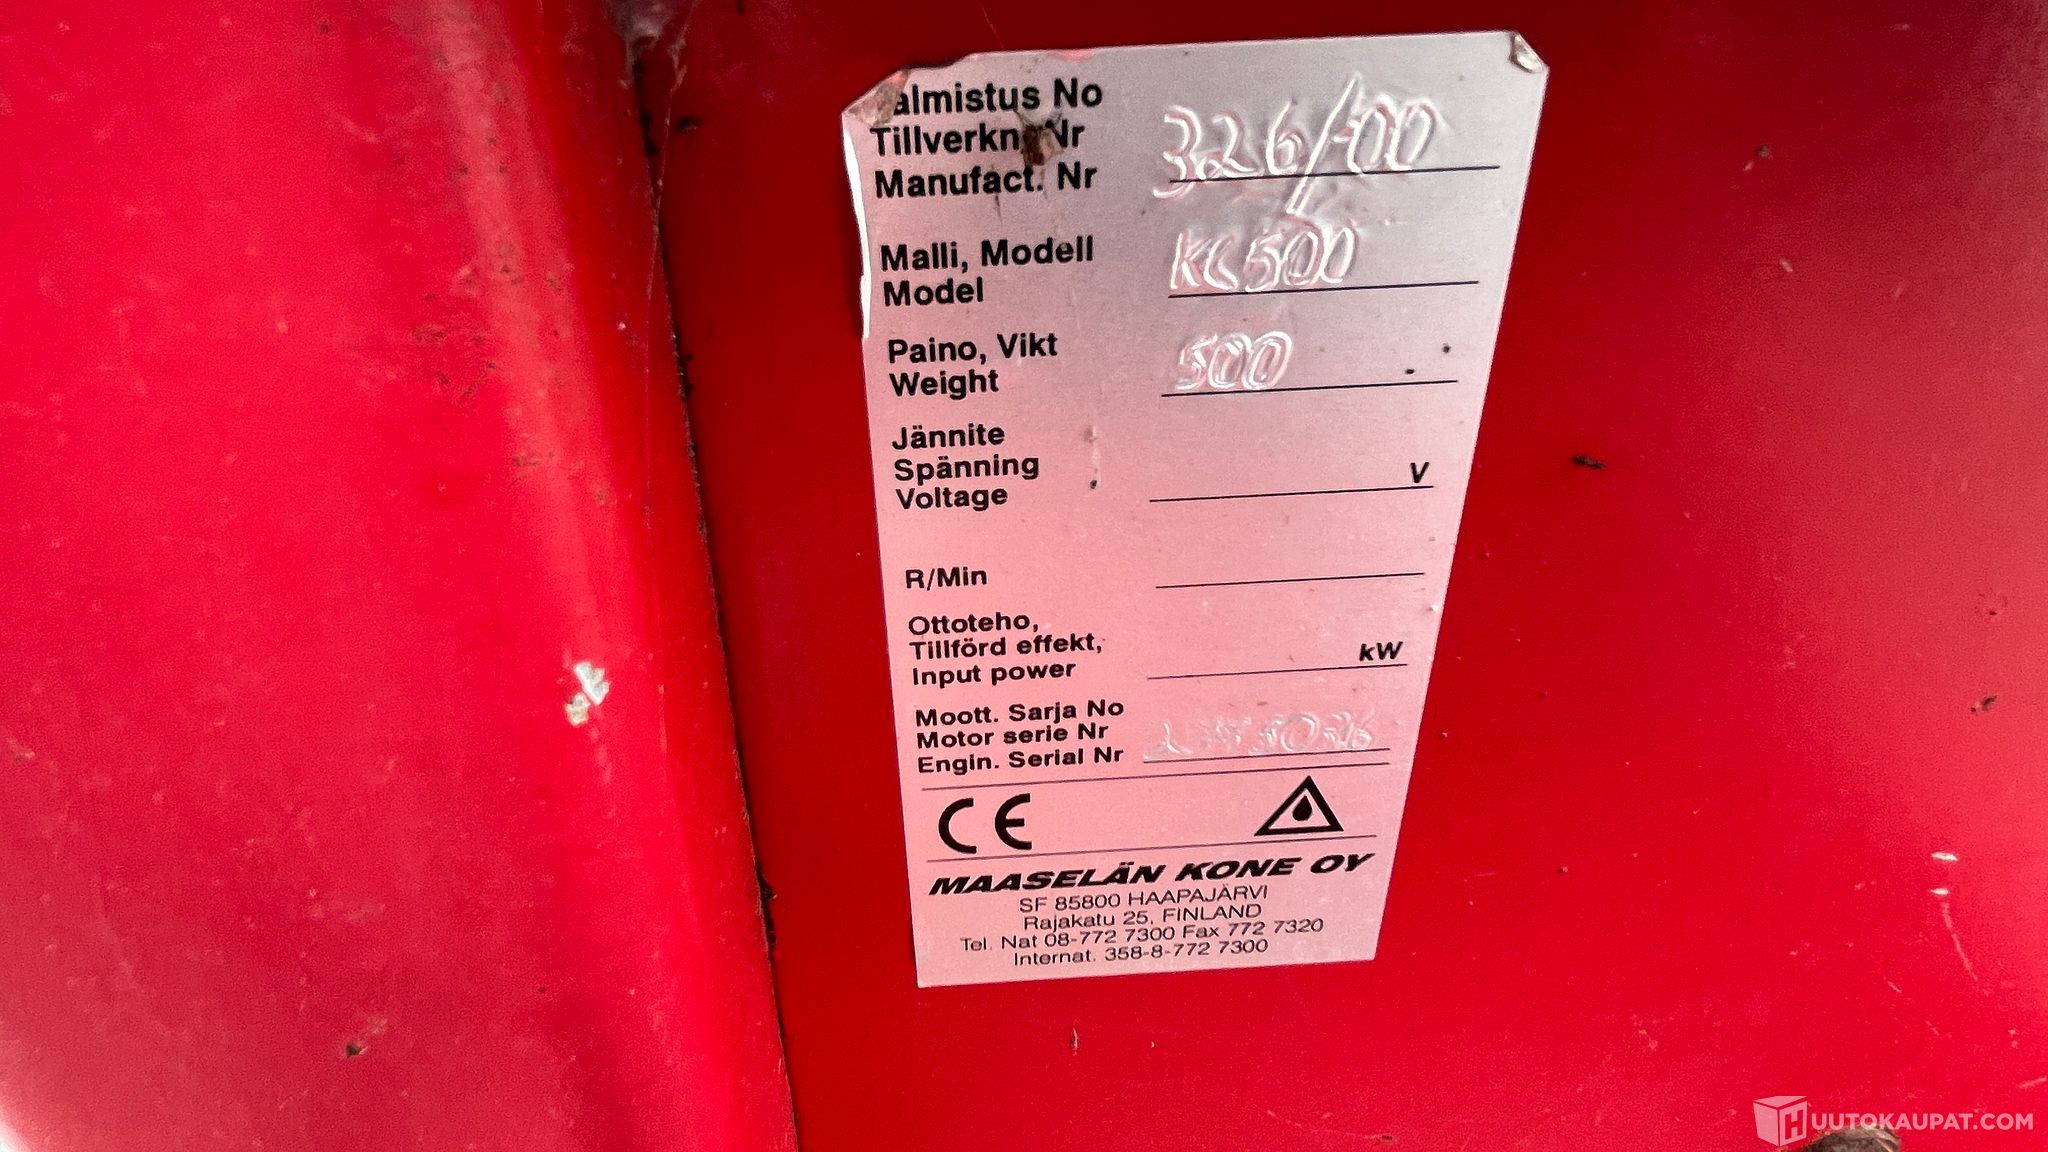 almistus No
Tillverkn. Nr
Manufact. Nr 326/00
Malli, Modell
Model KC500
Paino, Vikt
Weight 500
Jännite
Spänning
Voltage V
R/Min
Ottoteho,
Tillförd effekt,
Input power kW
Moott. Sarja No
Motor serie Nr
Engin. Serial Nr
CE
MAASELÄN KONE OY
SF 85800 HAAPAJÄRVI
Rajakatu 25, FINLAND
Tel. Nat 08-772 7300 Fax 772 7320
Internat. 358-8-772 7300
HUUTOKAUPAT.COM